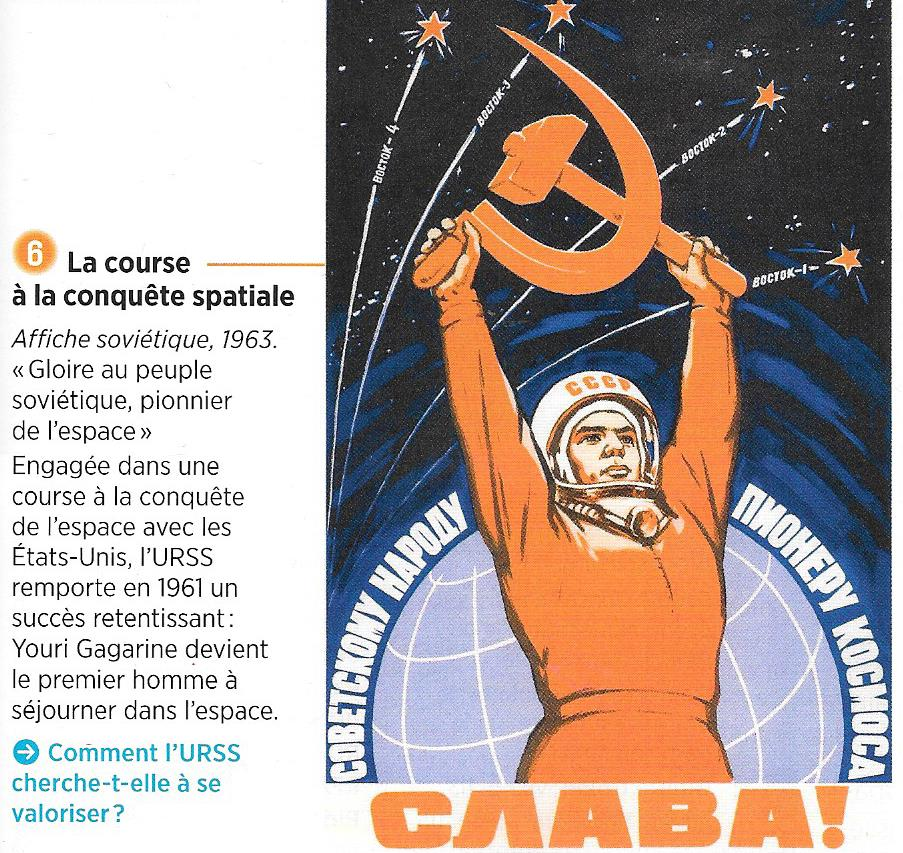 6 La course
à la conquête spatiale
Affiche soviétique, 1963.
« Gloire au peuple
soviétique, pionnier
de l'espace »
Engagée dans une
course à la conquête
de l'espace avec les
États-Unis, l'URSS
remporte en 1961 un
succès retentissant :
Youri Gagarine devient
le premier homme à
séjourner dans l'espace.
Comment l'URSS
cherche-t-elle à se
valoriser ?
ВОСТОК-4
ВОСТОК-3
ВОСТОК-2
ВОСТОК-1
СССР
СОВЕТСКОМУ НАРОДУ
ПИОНЕРУ КОСМОСА
СЛАВА!